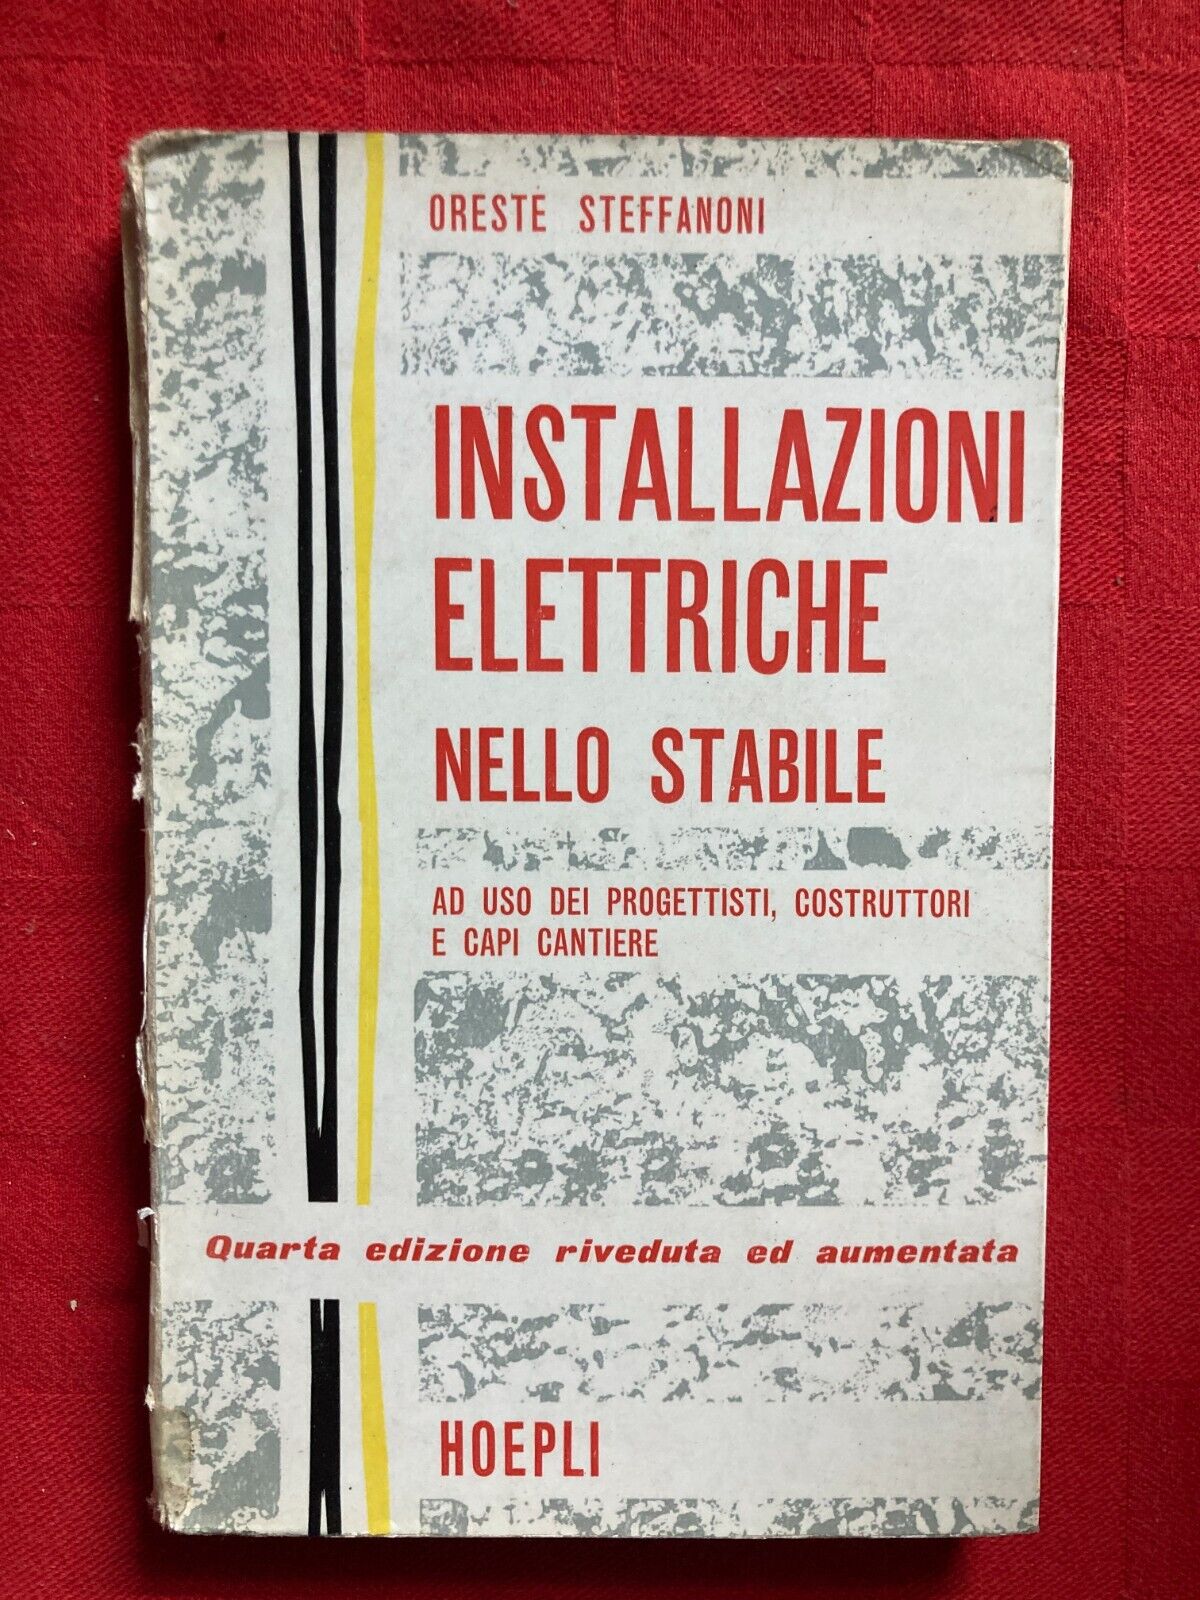 ORESTE STEFFANONI
INSTALLAZIONI
ELETTRICHE
NELLO STABILE
AD USO DEI PROGETTISTI, COSTRUTTORI
E CAPI CANTIERE
Quarta edizione riveduta ed aumentata
HOEPLI